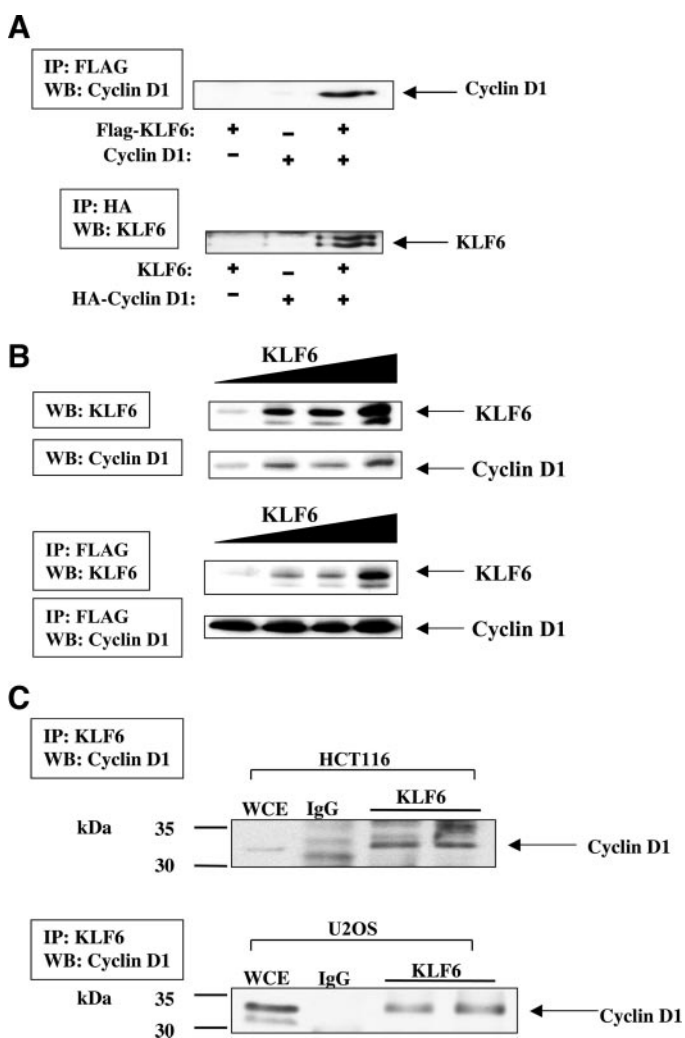 A
IP: FLAG
WB: Cyclin D1
Cyclin D1
Flag-KLF6: + – +
Cyclin D1: – + +
IP: HA
WB: KLF6
KLF6
KLF6: + – +
HA-Cyclin D1: – + +
B
KLF6
WB: KLF6
KLF6
WB: Cyclin D1
Cyclin D1
KLF6
IP: FLAG
WB: KLF6
KLF6
IP: FLAG
WB: Cyclin D1
Cyclin D1
C
IP: KLF6
WB: Cyclin D1
HCT116
WCE IgG KLF6
kDa 35
30
Cyclin D1
IP: KLF6
WB: Cyclin D1
U2OS
WCE IgG KLF6
kDa 35
30
Cyclin D1